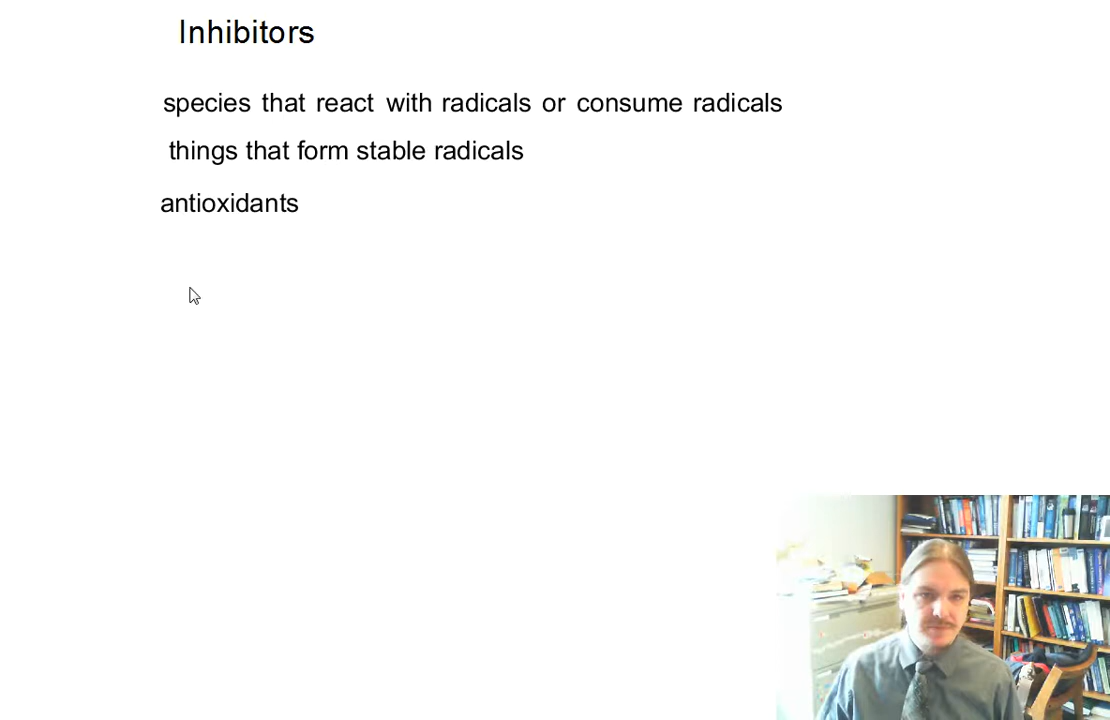 Inhibitors
species that react with radicals or consume radicals
things that form stable radicals
antioxidants